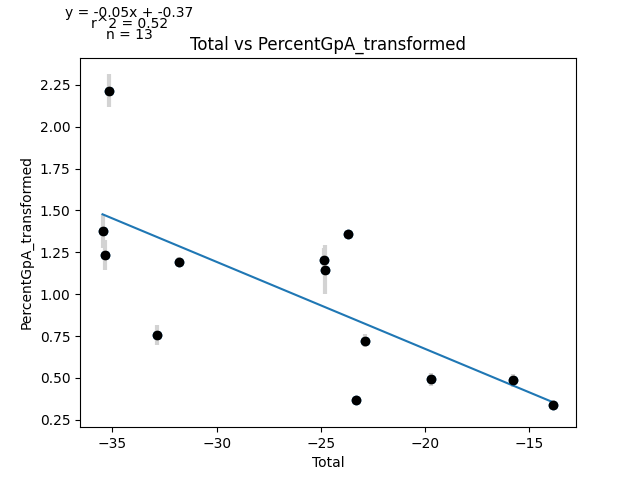 y = -0.05x + -0.37
r^2 = 0.52
n = 13
Total vs PercentGpA_transformed
PercentGpA_transformed
2.25
2.00
1.75
1.50
1.25
1.00
0.75
0.50
0.25
−35
−30
−25
−20
−15
Total